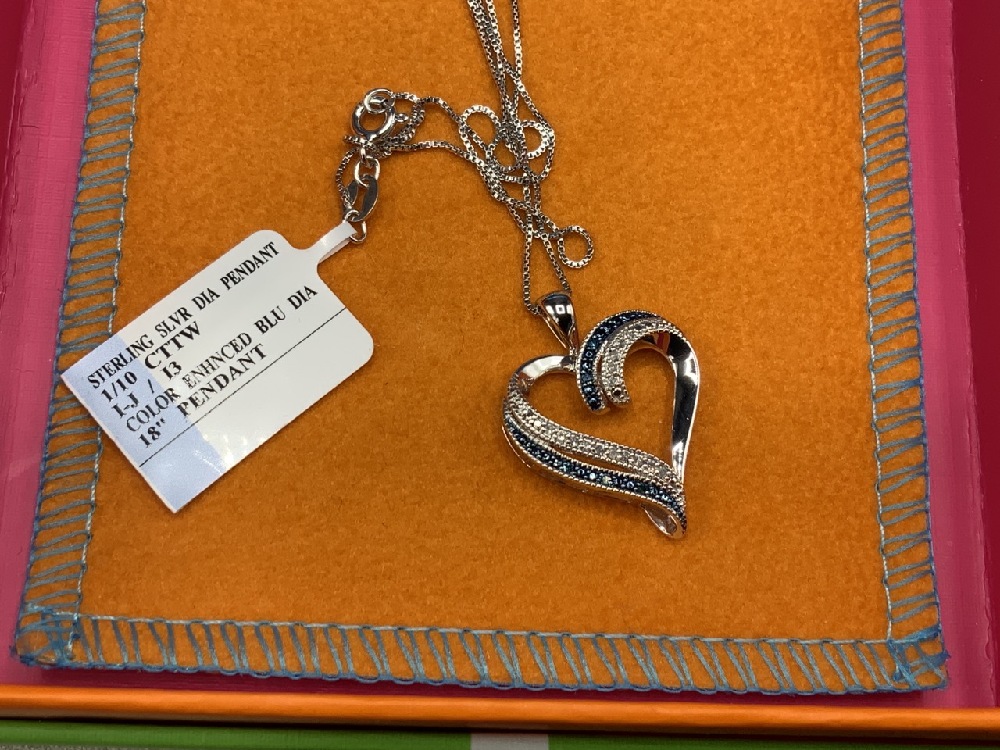 STERLING SLVR DIA PENDANT
1/10 CTTW
I-J / I3
COLOR ENHNCED BLU DIA
18" PENDANT